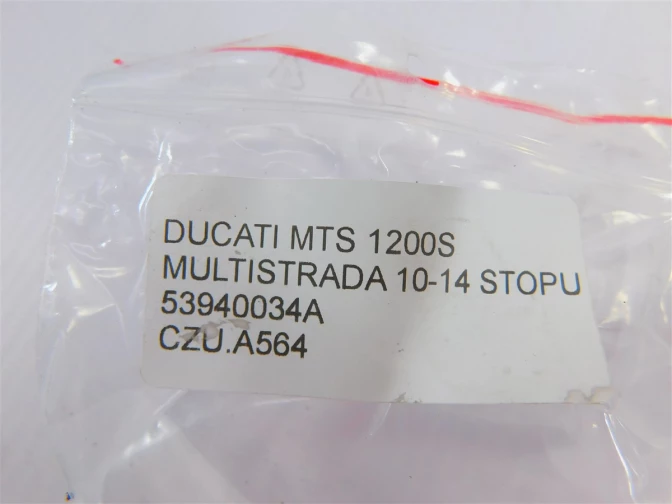 DUCATI MTS 1200S
MULTISTRADA 10-14 STOPU
53940034A
CZU.A564